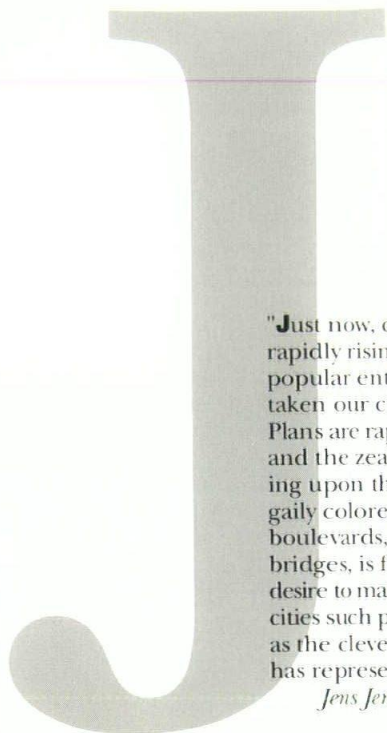 J
"Just now,
rapidly risin
popular ent
taken our c
Plans are rap
and the zea
ing upon th
gaily colore
boulevards,
bridges, is f
desire to ma
cities such p
as the cleve
has represe
Jens Jer